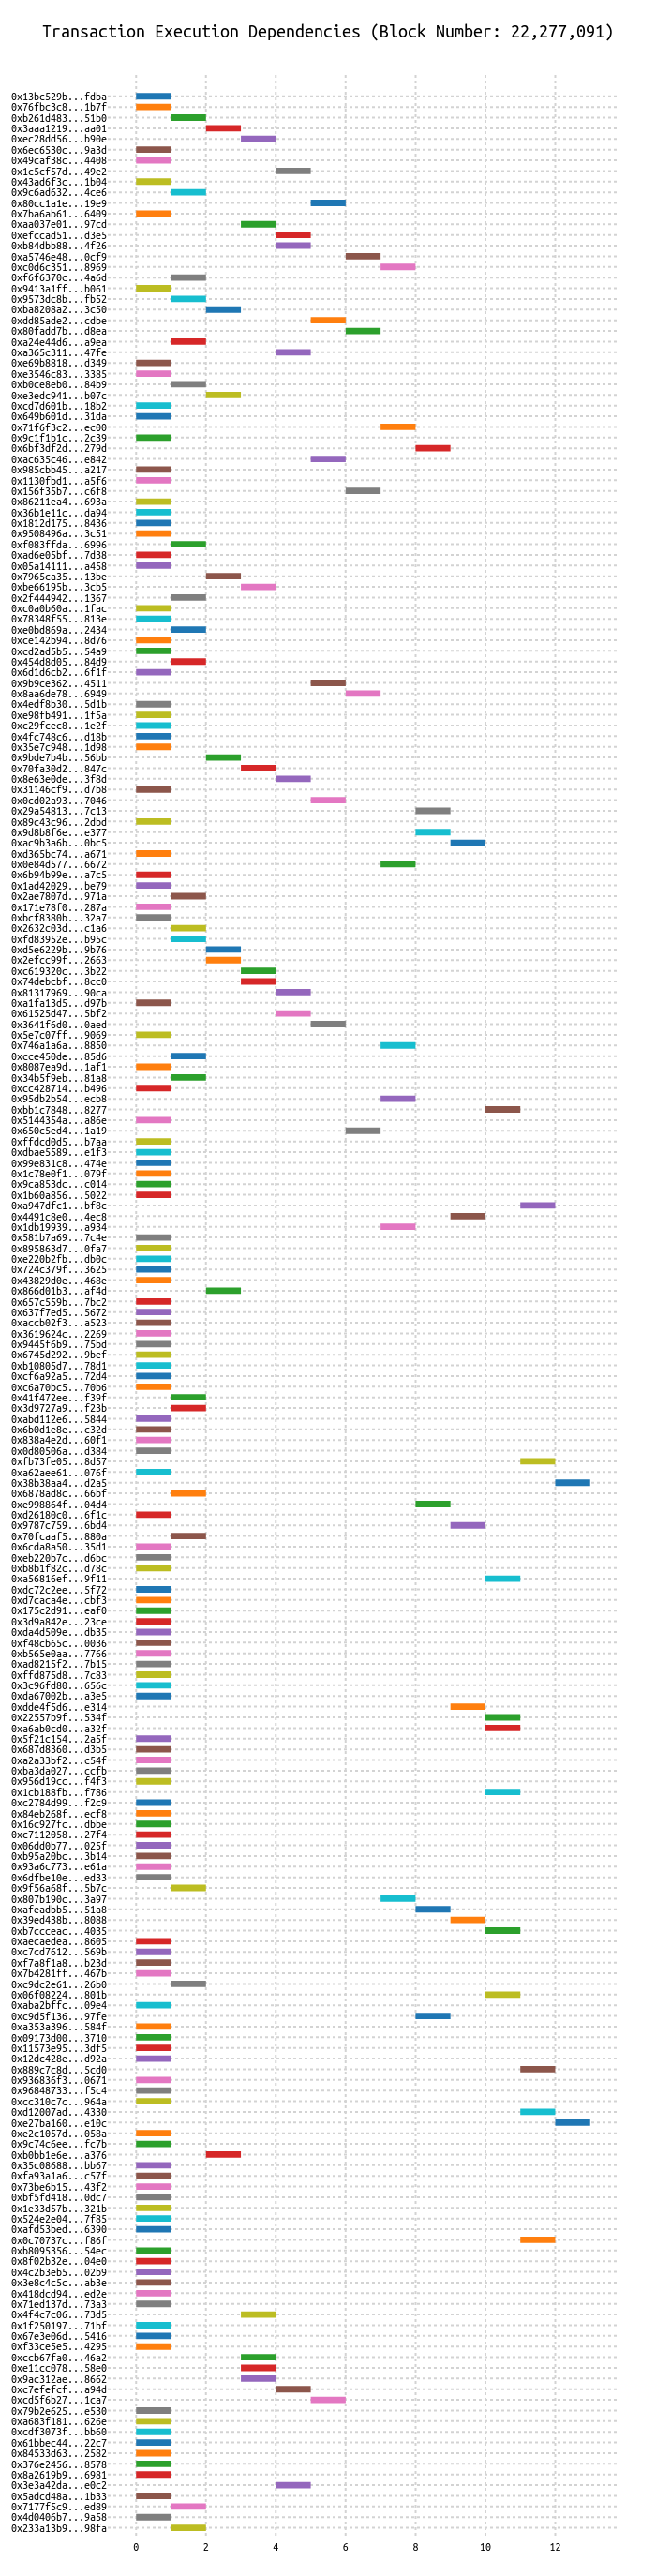 Transaction Execution Dependencies (Block Number: 22,277,091)
0x13bc529b...fdba
0x76fbc3c8...1b7f
0xb261d483...51b0
0x3aaa1219...aa01
0xec28dd56...b90e
0x6ec6530c...9a3d
0x49caf38c...4408
0x1c5cf57d...49e2
0x43ad6f3c...1b04
0x9c6ad632...4ce6
0x80cc1a1e...19e9
0x7ba6ab61...6409
0xaa037e01...97cd
0xefccad51...d3e5
0xb84dbb88...4f26
0xa5746e48...0cf9
0xc0d6c351...8969
0xf6f6370c...4a6d
0x9413a1ff...b061
0x9573dc8b...fb52
0xba8208a2...3c50
0xdd85ade2...cdbe
0x80fadd7b...d8ea
0xa24e44d6...a9ea
0xa365c311...47fe
0xe69b8818...d349
0xe3546c83...3385
0xb0ce8eb0...84b9
0xe3edc941...b07c
0xcd7d601b...18b2
0x649b601d...31da
0x71f6f3c2...ec00
0x9c1f1b1c...2c39
0x6bf3df2d...279d
0xac635c46...e842
0x985cbb45...a217
0x1130fbd1...a5f6
0x156f35b7...c6f8
0x86211ea4...693a
0x36b1e11c...da94
0x1812d175...8436
0x9508496a...3c51
0xf083ffda...6996
0xad6e05bf...7d38
0x05a14111...a458
0x7965ca35...13be
0xbe66195b...3cb5
0x2f444942...1367
0xc0a0b60a...1fac
0x78348f55...813e
0xe0bd869a...2434
0xce142b94...8d76
0xcd2ad5b5...54a9
0x454d8d05...84d9
0x6d1d6cb2...6f1f
0x9b9ce362...4511
0x8aa6de78...6949
0x4edf8b30...5d1b
0xe98fb491...1f5a
0xc29fcec8...1e2f
0x4fc748c6...d18b
0x35e7c948...1d98
0x9bde7b4b...56bb
0x70fa30d2...847c
0x8e63e0de...3f8d
0x31146cf9...d7b8
0x0cd02a93...7046
0x29a54813...7c13
0x89c43c96...2dbd
0x9d8b8f6e...e377
0xac9b3a6b...0bc5
0xd365bc74...a671
0x0e84d577...6672
0x6b94b99e...a7c5
0x1ad42029...be79
0x2ae7807d...971a
0x171e78f0...287a
0xbcf8380b...32a7
0x2632c03d...c1a6
0xfd83952e...b95c
0xd5e6229b...9b76
0x2efcc99f...2663
0xc619320c...3b22
0x74debcbf...8cc0
0x81317969...90ca
0xa1fa13d5...d97b
0x61525d47...5bf2
0x3641f6d0...0aed
0x5e7c07ff...9069
0x746a1a6a...8850
0xcce450de...85d6
0x8087ea9d...1af1
0x34b5f9eb...81a8
0xcc428714...b496
0x95db2b54...ecb8
0xbb1c7848...8277
0x5144354a...a86e
0x650c5ed4...1a19
0xffdcd0d5...b7aa
0xdbae5589...e1f3
0x99e831c8...474e
0x1c78e0f1...079f
0x9ca853dc...c014
0x1b60a856...5022
0xa947dfc1...bf8c
0x4491c8e0...4ec8
0x1db19939...a934
0x581b7a69...7c4e
0x895863d7...0fa7
0xe220b2fb...db0c
0x724c379f...3625
0x43829d0e...468e
0x866d01b3...af4d
0x657c559b...7bc2
0x637f7ed5...5672
0xaccb02f3...a523
0x3619624c...2269
0x9445f6b9...75bd
0x6745d292...9bef
0xb10805d7...78d1
0xcf6a92a5...72d4
0xc6a70bc5...70b6
0x41f472ee...f39f
0x3d9727a9...f23b
0xabd112e6...5844
0x6b0d1e8e...c32d
0x838a4e2d...60f1
0x0d80506a...d384
0xfb73fe05...8d57
0xa62aee61...076f
0x38b38aa4...d2a5
0x6878ad8c...66bf
0xe998864f...04d4
0xd26180c0...6f1c
0x9787c759...6bd4
0x70fcaaf5...880a
0x6cda8a50...35d1
0xeb220b7c...d6bc
0xb8b1f82c...d78c
0xa56816ef...9f11
0xdc72c2ee...5f72
0xd7caca4e...cbf3
0x175c2d91...eaf0
0x3d9a842e...23ce
0xda4d509e...db35
0xf48cb65c...0036
0xb565e0aa...7766
0xad8215f2...7b15
0xffd875d8...7c83
0x3c96fd80...656c
0xda67002b...a3e5
0xdde4f5d6...e314
0x22557b9f...534f
0xa6ab0cd0...a32f
0x5f21c154...2a5f
0x687d8360...d3b5
0xa2a33bf2...c54f
0xba3da027...ccfb
0x956d19cc...f4f3
0x1cb188fb...f786
0xc2784d99...f2c9
0x84eb268f...ecf8
0x16c927fc...dbbe
0xc7112058...27f4
0x06dd0b77...025f
0xb95a20bc...3b14
0x93a6c773...e61a
0x6dfbe10e...ed33
0x9f56a68f...5b7c
0x807b190c...3a97
0xafeadbb5...51a8
0x39ed438b...8088
0xb7ccceac...4035
0xaecaedea...8605
0xc7cd7612...569b
0xf7a8f1a8...b23d
0x7b4281ff...467b
0xc9dc2e61...26b0
0x06f08224...801b
0xaba2bffc...09e4
0xc9d5f136...97fe
0xa353a396...584f
0x09173d00...3710
0x11573e95...3df5
0x12dc428e...d92a
0x889c7c8d...5cd0
0x936836f3...0671
0x96848733...f5c4
0xcc310c7c...964a
0xd12007ad...4330
0xe27ba160...e10c
0xe2c1057d...058a
0x9c74c6ee...fc7b
0xb0bb1e6e...a376
0x35c08688...bb67
0xfa93a1a6...c57f
0x73be6b15...43f2
0xbf5fd418...0dc7
0x1e33d57b...321b
0x524e2e04...7f85
0xafd53bed...6390
0x0c70737c...f86f
0xb8095356...54ec
0x8f02b32e...04e0
0x4c2b3eb5...02b9
0x3e8c4c5c...ab3e
0x418dcd94...ed2e
0x71ed137d...73a3
0x4f4c7c06...73d5
0x1f250197...71bf
0x67e3e06d...5416
0xf33ce5e5...4295
0xccb67fa0...46a2
0xe11cc078...58e0
0x9ac312ae...8662
0xc7efefcf...a94d
0xcd5f6b27...1ca7
0x79b2e625...e530
0xa683f181...626e
0xcdf3073f...bb60
0x61bbec44...22c7
0x84533d63...2582
0x376e2456...8578
0x8a2619b9...6981
0x3e3a42da...e0c2
0x5adcd48a...1b33
0x7177f5c9...ed89
0x4d0406b7...9a58
0x233a13b9...98fa
0 2 4 6 8 10 12